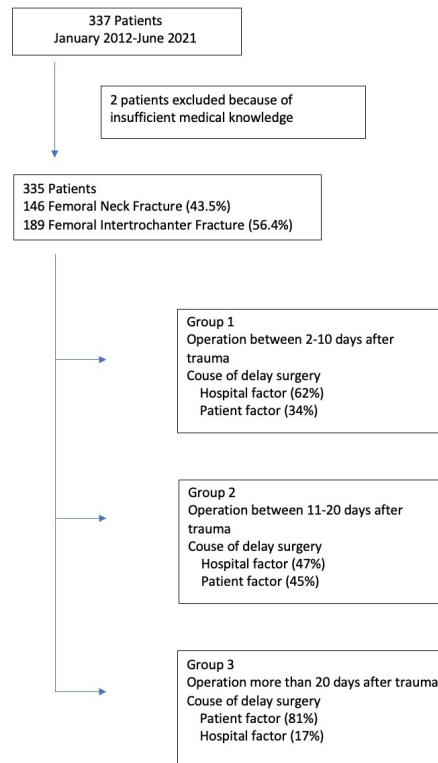 337 Patients
January 2012-June 2021
2 patients excluded because of
insufficient medical knowledge
335 Patients
146 Femoral Neck Fracture (43.5%)
189 Femoral Intertrochanter Fracture (56.4%)
Group 1
Operation between 2-10 days after
trauma
Couse of delay surgery
Hospital factor (62%)
Patient factor (34%)
Group 2
Operation between 11-20 days after
trauma
Couse of delay surgery
Hospital factor (47%)
Patient factor (45%)
Group 3
Operation more than 20 days after trauma
Couse of delay surgery
Patient factor (81%)
Hospital factor (17%)